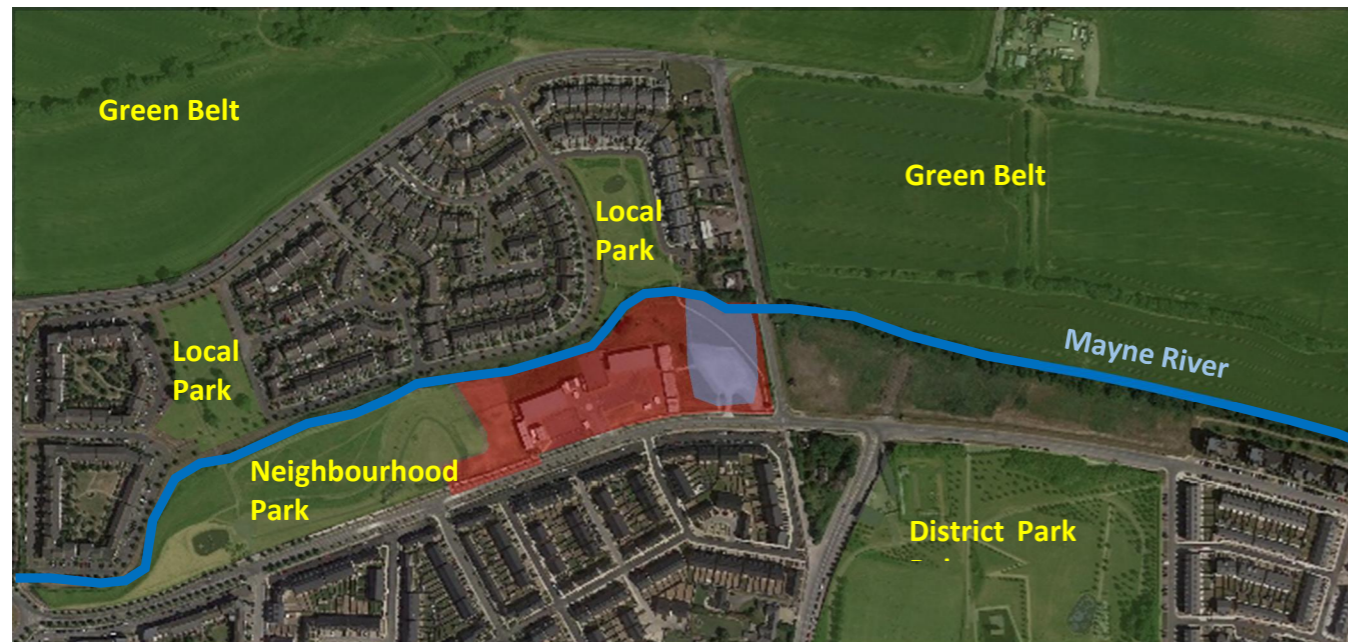 Green Belt
Green Belt
Local
Park
Mayne River
Local
Park
Neighbourhood
Park
District Park